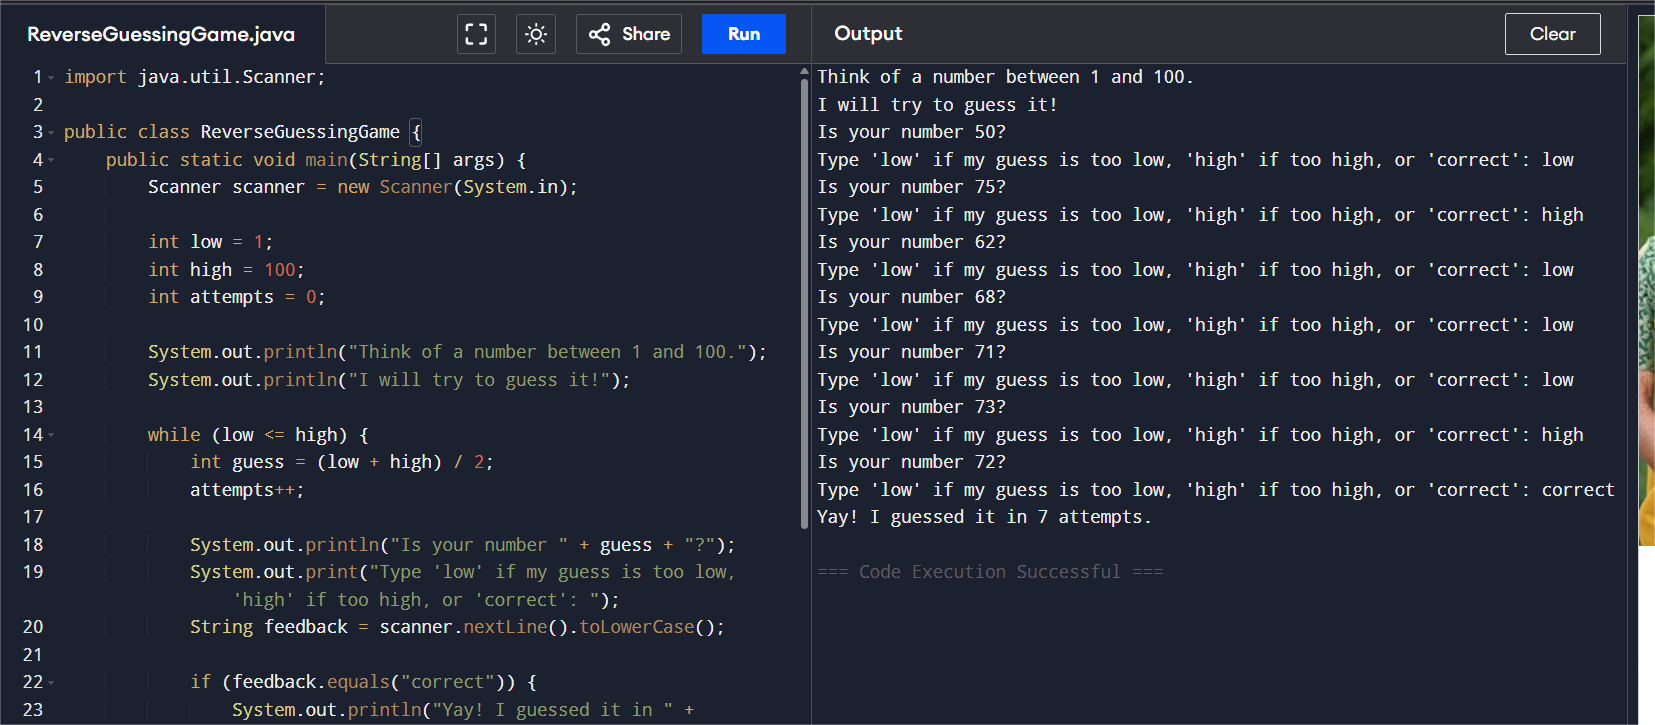 ReverseGuessingGame.java
Share
Run
1 import java.util.Scanner;
2
3 public class ReverseGuessingGame {
4 public static void main(String[] args) {
5 Scanner scanner = new Scanner(System.in);
6
7 int low = 1;
8 int high = 100;
9 int attempts = 0;
10
11 System.out.println("Think of a number between 1 and 100.");
12 System.out.println("I will try to guess it!");
13
14 while (low <= high) {
15 int guess = (low + high) / 2;
16 attempts++;
17
18 System.out.println("Is your number " + guess + "?");
19 System.out.print("Type 'low' if my guess is too low,
'high' if too high, or 'correct': ");
20 String feedback = scanner.nextLine().toLowerCase();
21
22 if (feedback.equals("correct")) {
23 System.out.println("Yay! I guessed it in " +
Output
Clear
Think of a number between 1 and 100.
I will try to guess it!
Is your number 50?
Type 'low' if my guess is too low, 'high' if too high, or 'correct': low
Is your number 75?
Type 'low' if my guess is too low, 'high' if too high, or 'correct': high
Is your number 62?
Type 'low' if my guess is too low, 'high' if too high, or 'correct': low
Is your number 68?
Type 'low' if my guess is too low, 'high' if too high, or 'correct': low
Is your number 71?
Type 'low' if my guess is too low, 'high' if too high, or 'correct': low
Is your number 73?
Type 'low' if my guess is too low, 'high' if too high, or 'correct': high
Is your number 72?
Type 'low' if my guess is too low, 'high' if too high, or 'correct': correct
Yay! I guessed it in 7 attempts.
=== Code Execution Successful ===